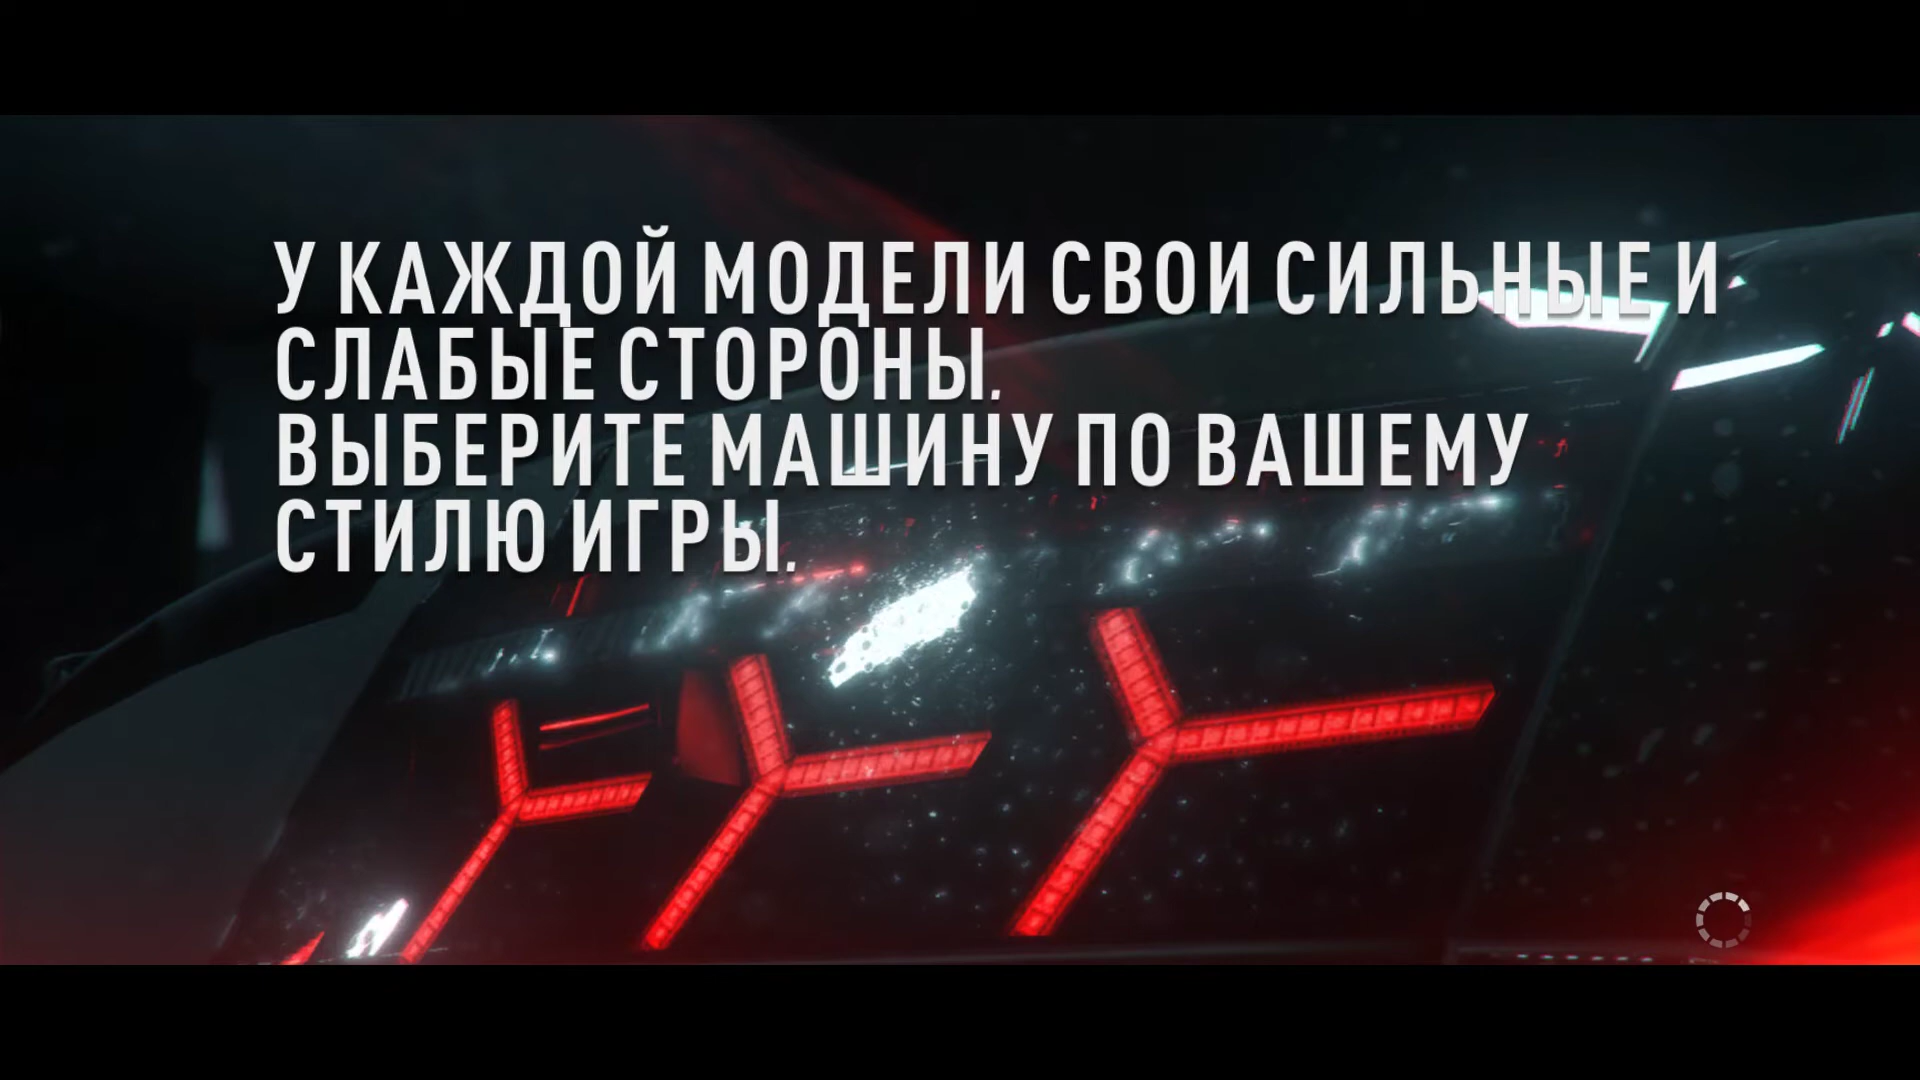 У КАЖДОЙ МОДЕЛИ СВОИ СИЛЬНЫЕ И
СЛАБЫЕ СТОРОНЫ.
ВЫБЕРИТЕ МАШИНУ ПО ВАШЕМУ
СТИЛЮ ИГРЫ.